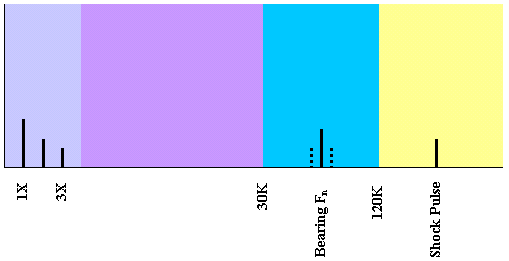 1X
3X
30K
Bearing Fn
120K
Shock Pulse